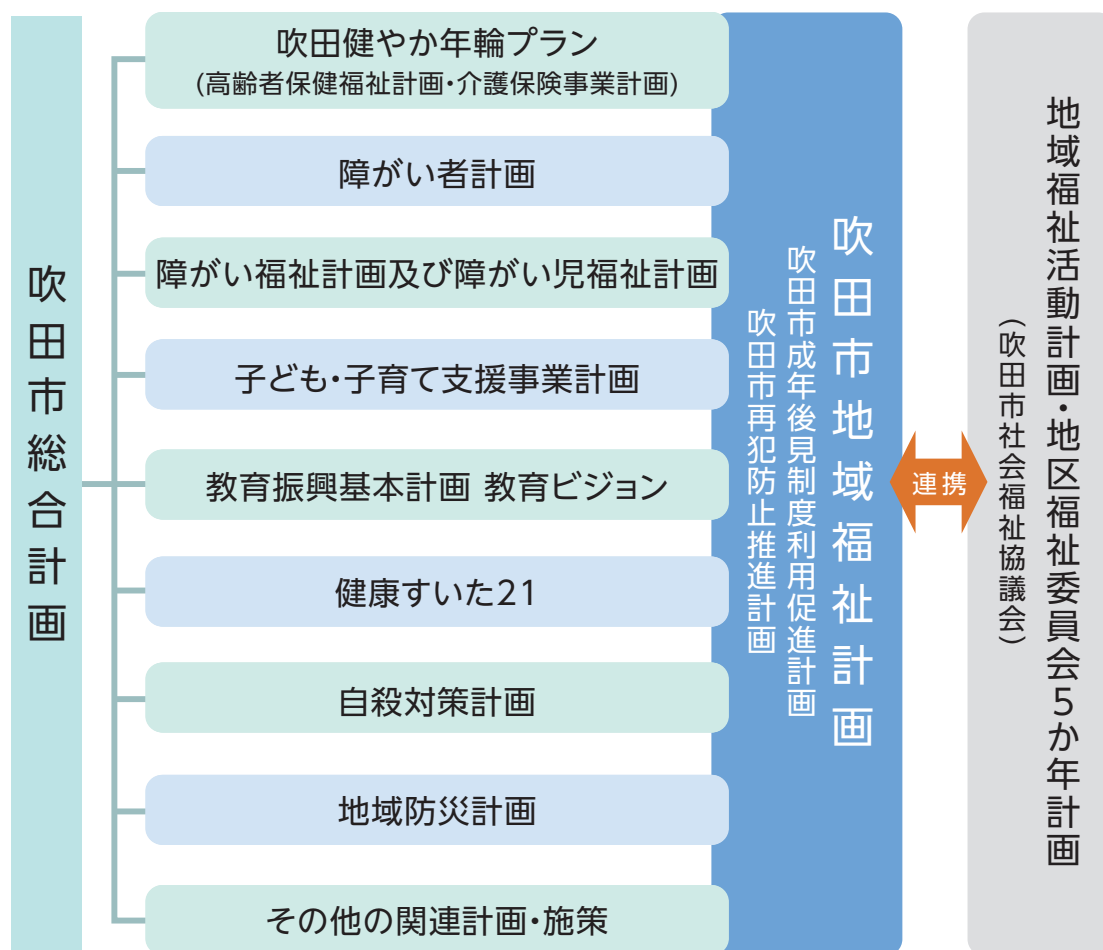 吹田市総合計画
吹田健やか年輪プラン
(高齢者保健福祉計画・介護保険事業計画)
障がい者計画
障がい福祉計画及び障がい児福祉計画
子ども・子育て支援事業計画
教育振興基本計画 教育ビジョン
健康すいた21
自殺対策計画
地域防災計画
その他の関連計画・施策
吹田市地域福祉計画
吹田市成年後見制度利用促進計画
吹田市再犯防止推進計画
連携
地域福祉活動計画・地区福祉委員会5か年計画
(吹田市社会福祉協議会)